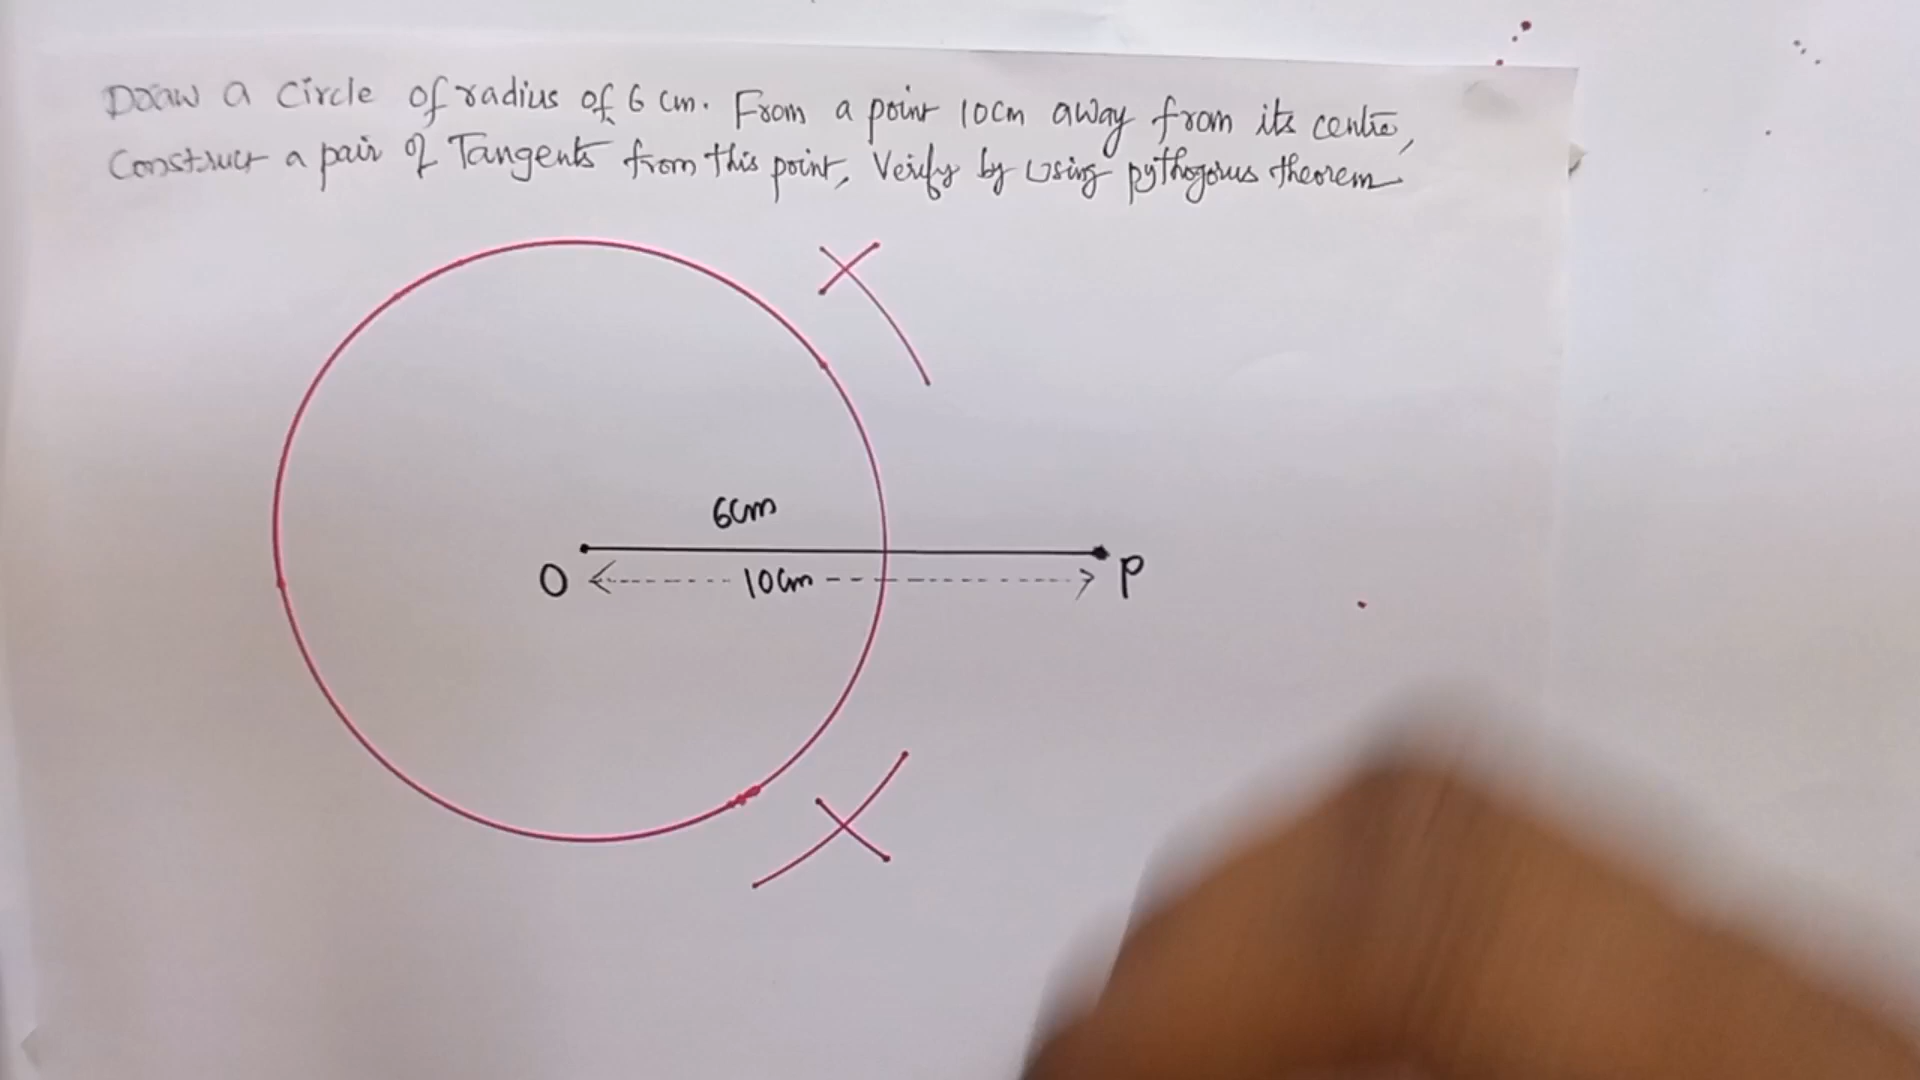 Draw a Circle of radius of 6 cm. From a point 10cm away from its centre,
Construct a pair of Tangents from this point, Verify by Using pythogorus theorem.
6cm
O 10cm P